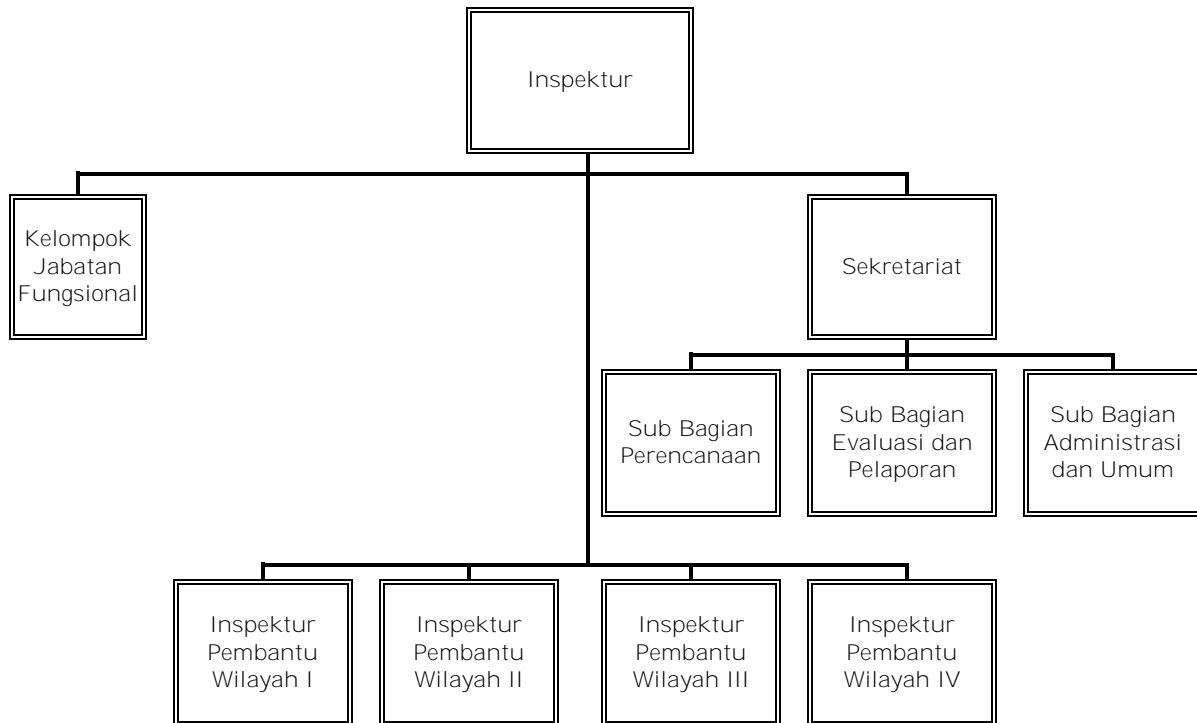 Inspektur
Kelompok
Jabatan
Fungsional
Sekretariat
Sub Bagian
Perencanaan
Sub Bagian
Evaluasi dan
Pelaporan
Sub Bagian
Administrasi
dan Umum
Inspektur
Pembantu
Wilayah I
Inspektur
Pembantu
Wilayah II
Inspektur
Pembantu
Wilayah III
Inspektur
Pembantu
Wilayah IV